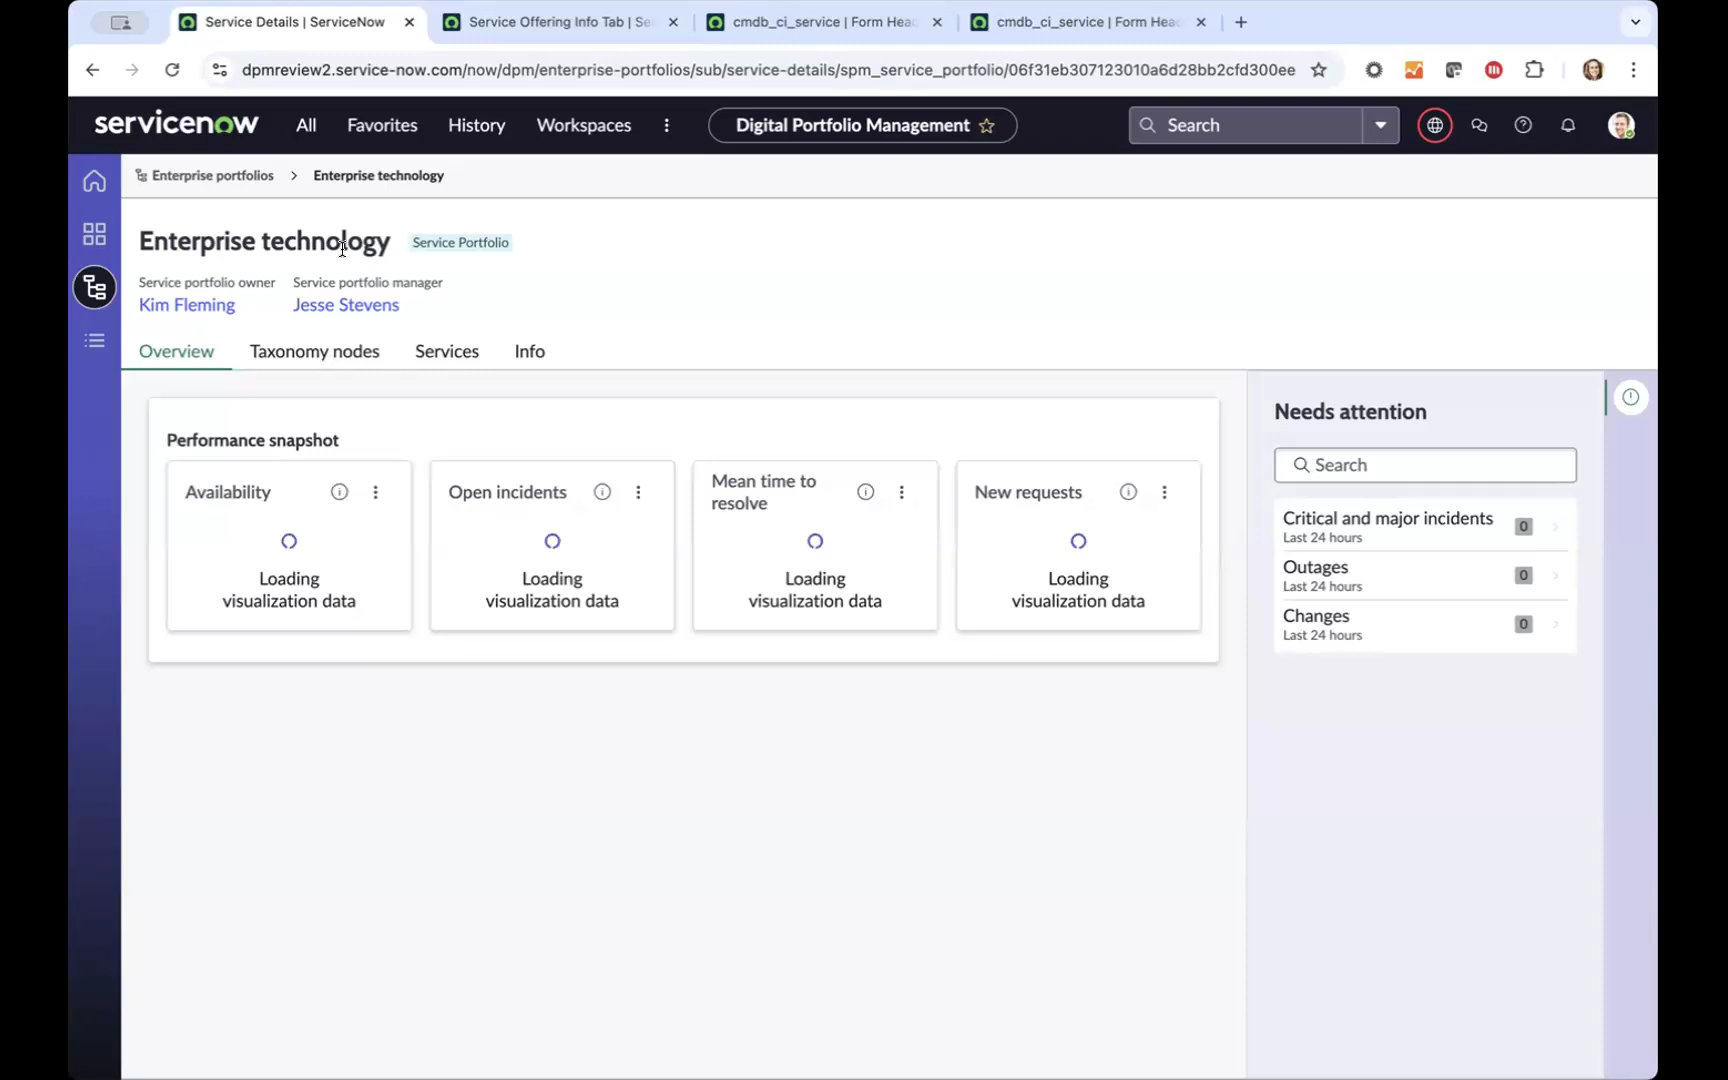 Service Details | ServiceNow
Service Offering Info Tab | Se
cmdb_ci_service | Form Hea
cmdb_ci_service | Form Hea
dpmreview2.service-now.com/now/dpm/enterprise-portfolios/sub/service-details/spm_service_portfolio/06f31eb307123010a6d28bb2cfd300ee
servicenow
All
Favorites
History
Workspaces
Digital Portfolio Management
Search
Enterprise portfolios > Enterprise technology
Enterprise technology
Service Portfolio
Service portfolio owner
Service portfolio manager
Kim Fleming
Jesse Stevens
Overview
Taxonomy nodes
Services
Info
Performance snapshot
Availability
Loading
visualization data
Open incidents
Loading
visualization data
Mean time to
resolve
Loading
visualization data
New requests
Loading
visualization data
Needs attention
Search
Critical and major incidents
Last 24 hours
0
Outages
Last 24 hours
0
Changes
Last 24 hours
0